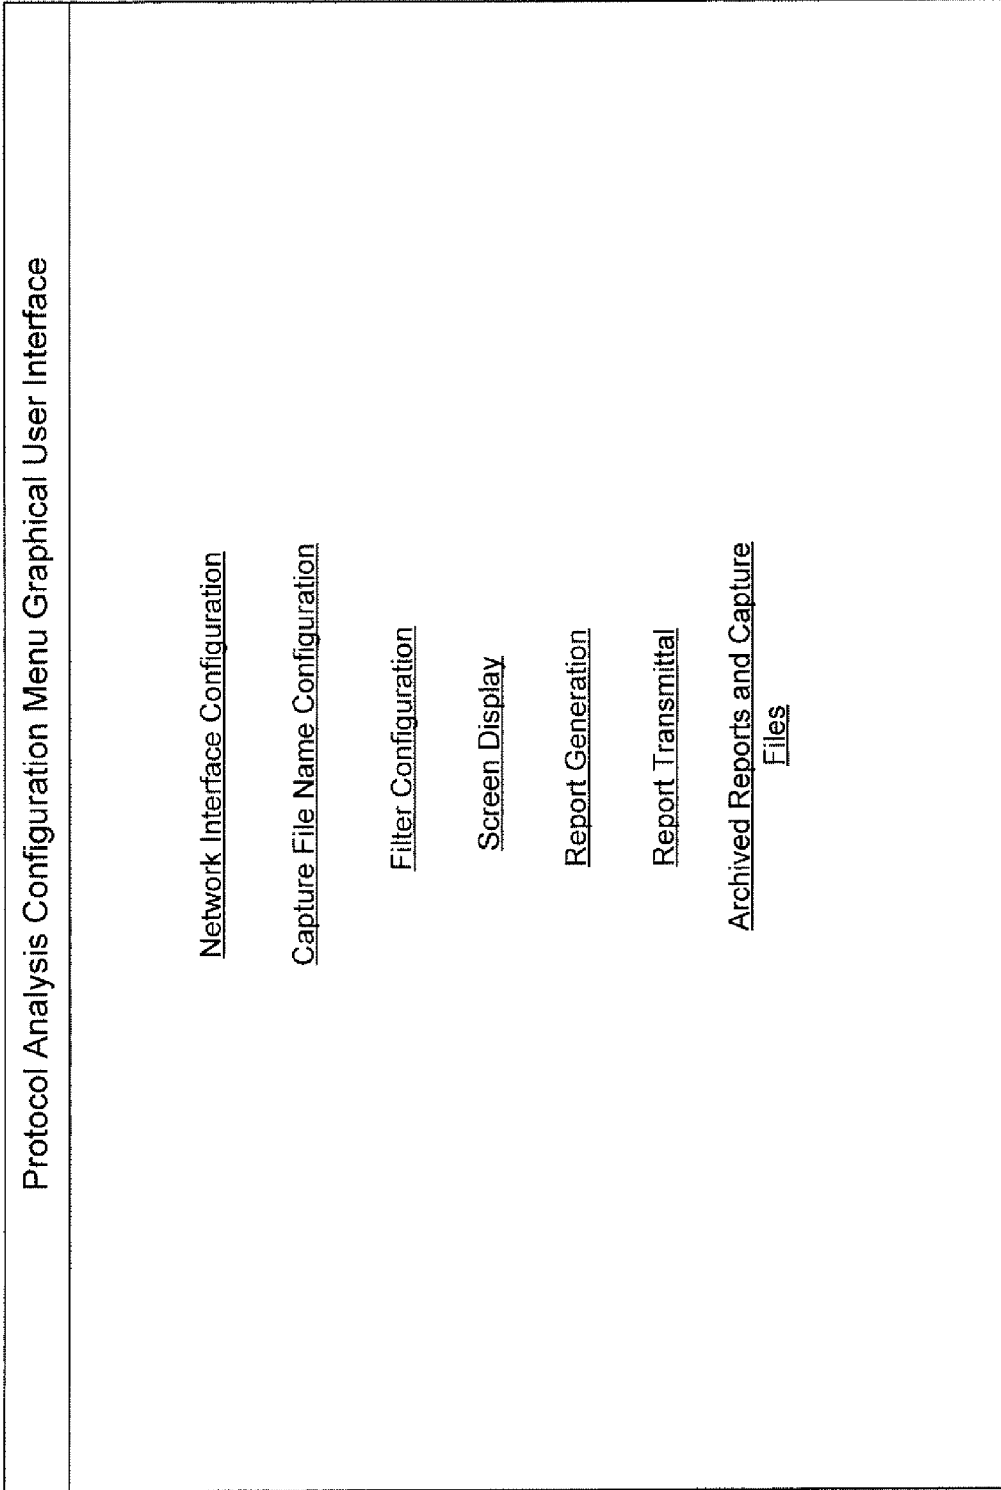 Protocol Analysis Configuration Menu Graphical User Interface
Network Interface Configuration
Capture File Name Configuration
Filter Configuration
Screen Display
Report Generation
Report Transmittal
Archived Reports and Capture
Files